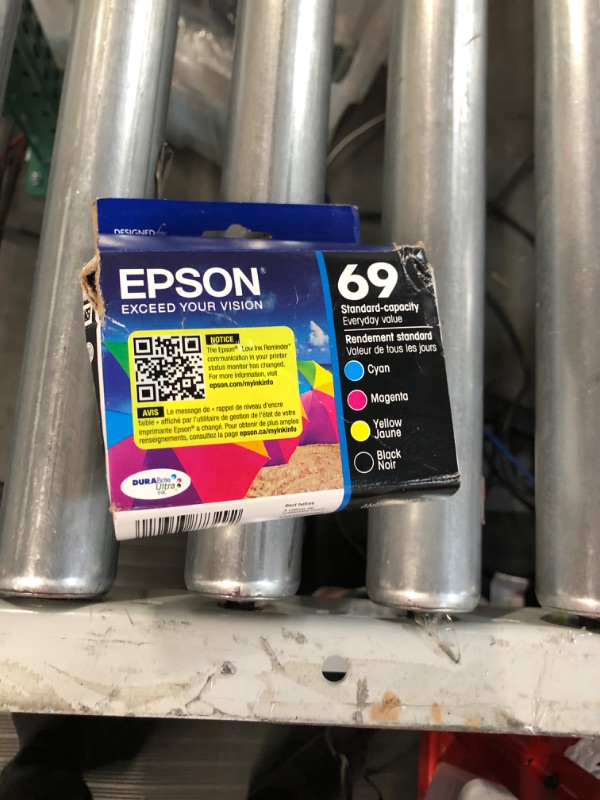 DESIGNED for
EPSON®
EXCEED YOUR VISION
69
Standard-capacity
Everyday value
Rendement standard
Valeur de tous les jours
Cyan
Magenta
Yellow
Jaune
Black
Noir
NOTICE
The Epson® Low Ink Reminder
communication in your printer
status monitor has changed.
For more information, visit
epson.com/myinkinfo
AVIS Le message de « rappel de niveau d'encre
faible » affiché par l'utilitaire de gestion de l'état de votre
imprimante Epson® a changé. Pour obtenir de plus amples
renseignements, consultez la page epson.ca/myinkinfo
DURABrite
Ultra
INK
Best before